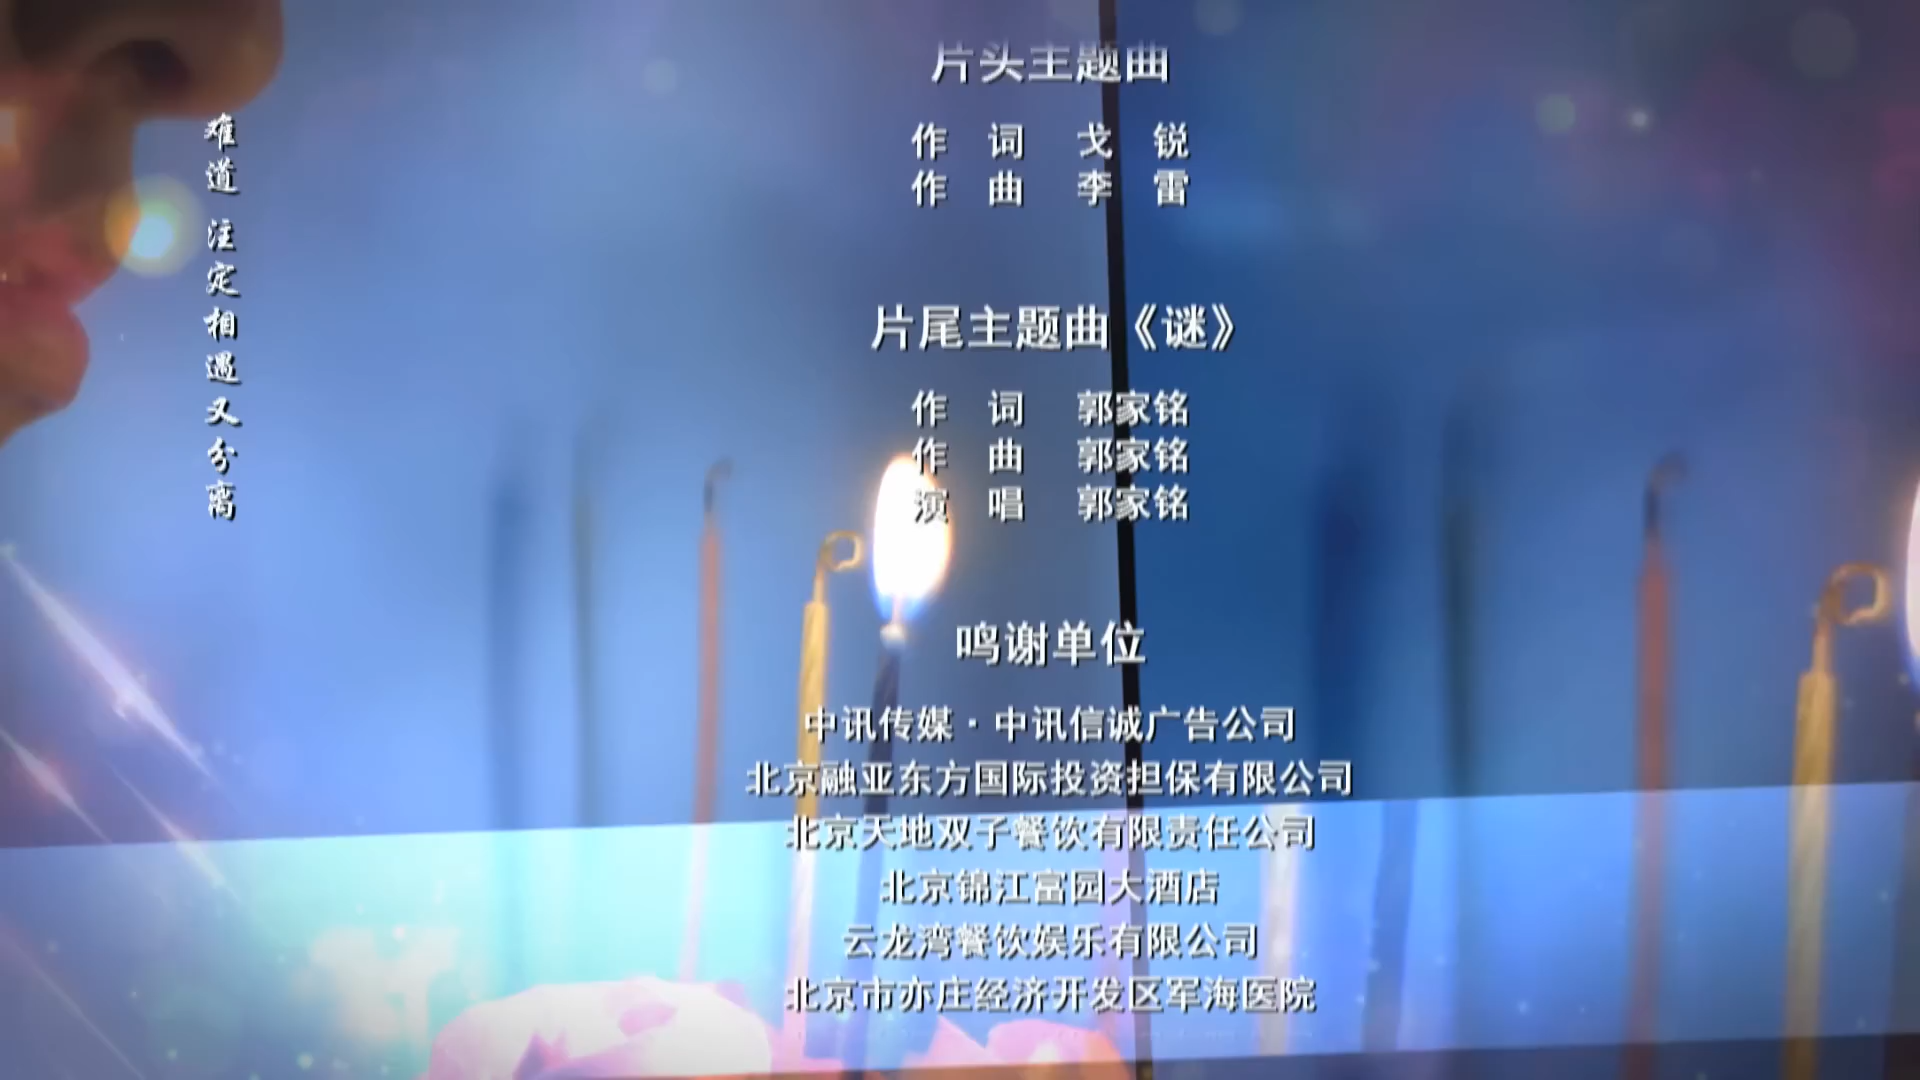 难道 注定相遇又分离
片头主题曲
作 词 戈 锐
作 曲 李 雷
片尾主题曲《谜》
作 词 郭家铭
作 曲 郭家铭
演 唱 郭家铭
鸣谢单位
中讯传媒·中讯信诚广告公司
北京融亚东方国际投资担保有限公司
北京天地双子餐饮有限责任公司
北京锦江富园大酒店
云龙湾餐饮娱乐有限公司
北京市亦庄经济开发区军海医院